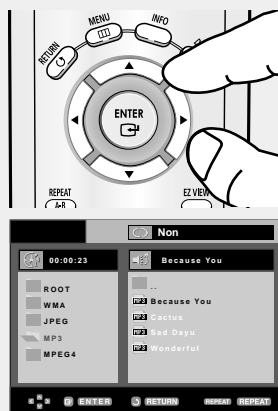 MENU
INFO
RETURN
ENTER
REPEAT
A-B
EZ VIEW
Non
00:00:23
Because You
ROOT
WMA
JPEG
MP3
MPEG4
..
MP3 Because You
MP3 Cactus
MP3 Sad Dayu
MP3 Wonderful
ENTER
RETURN
REPEAT
REPEAT